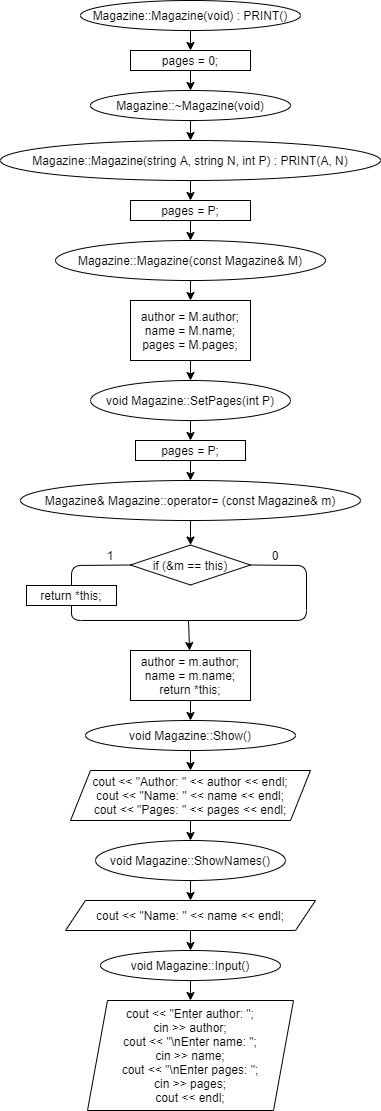 Magazine::Magazine(void) : PRINT()
pages = 0;
Magazine::~Magazine(void)
Magazine::Magazine(string A, string N, int P) : PRINT(A, N)
pages = P;
Magazine::Magazine(const Magazine& M)
author = M.author;
name = M.name;
pages = M.pages;
void Magazine::SetPages(int P)
pages = P;
Magazine& Magazine::operator= (const Magazine& m)
1
0
if (&m == this)
return *this;
author = m.author;
name = m.name;
return *this;
void Magazine::Show()
cout << "Author: " << author << endl;
cout << "Name: " << name << endl;
cout << "Pages: " << pages << endl;
void Magazine::ShowNames()
cout << "Name: " << name << endl;
void Magazine::Input()
cout << "Enter author: ";
cin >> author;
cout << "\nEnter name: ";
cin >> name;
cout << "\nEnter pages: ";
cin >> pages;
cout << endl;